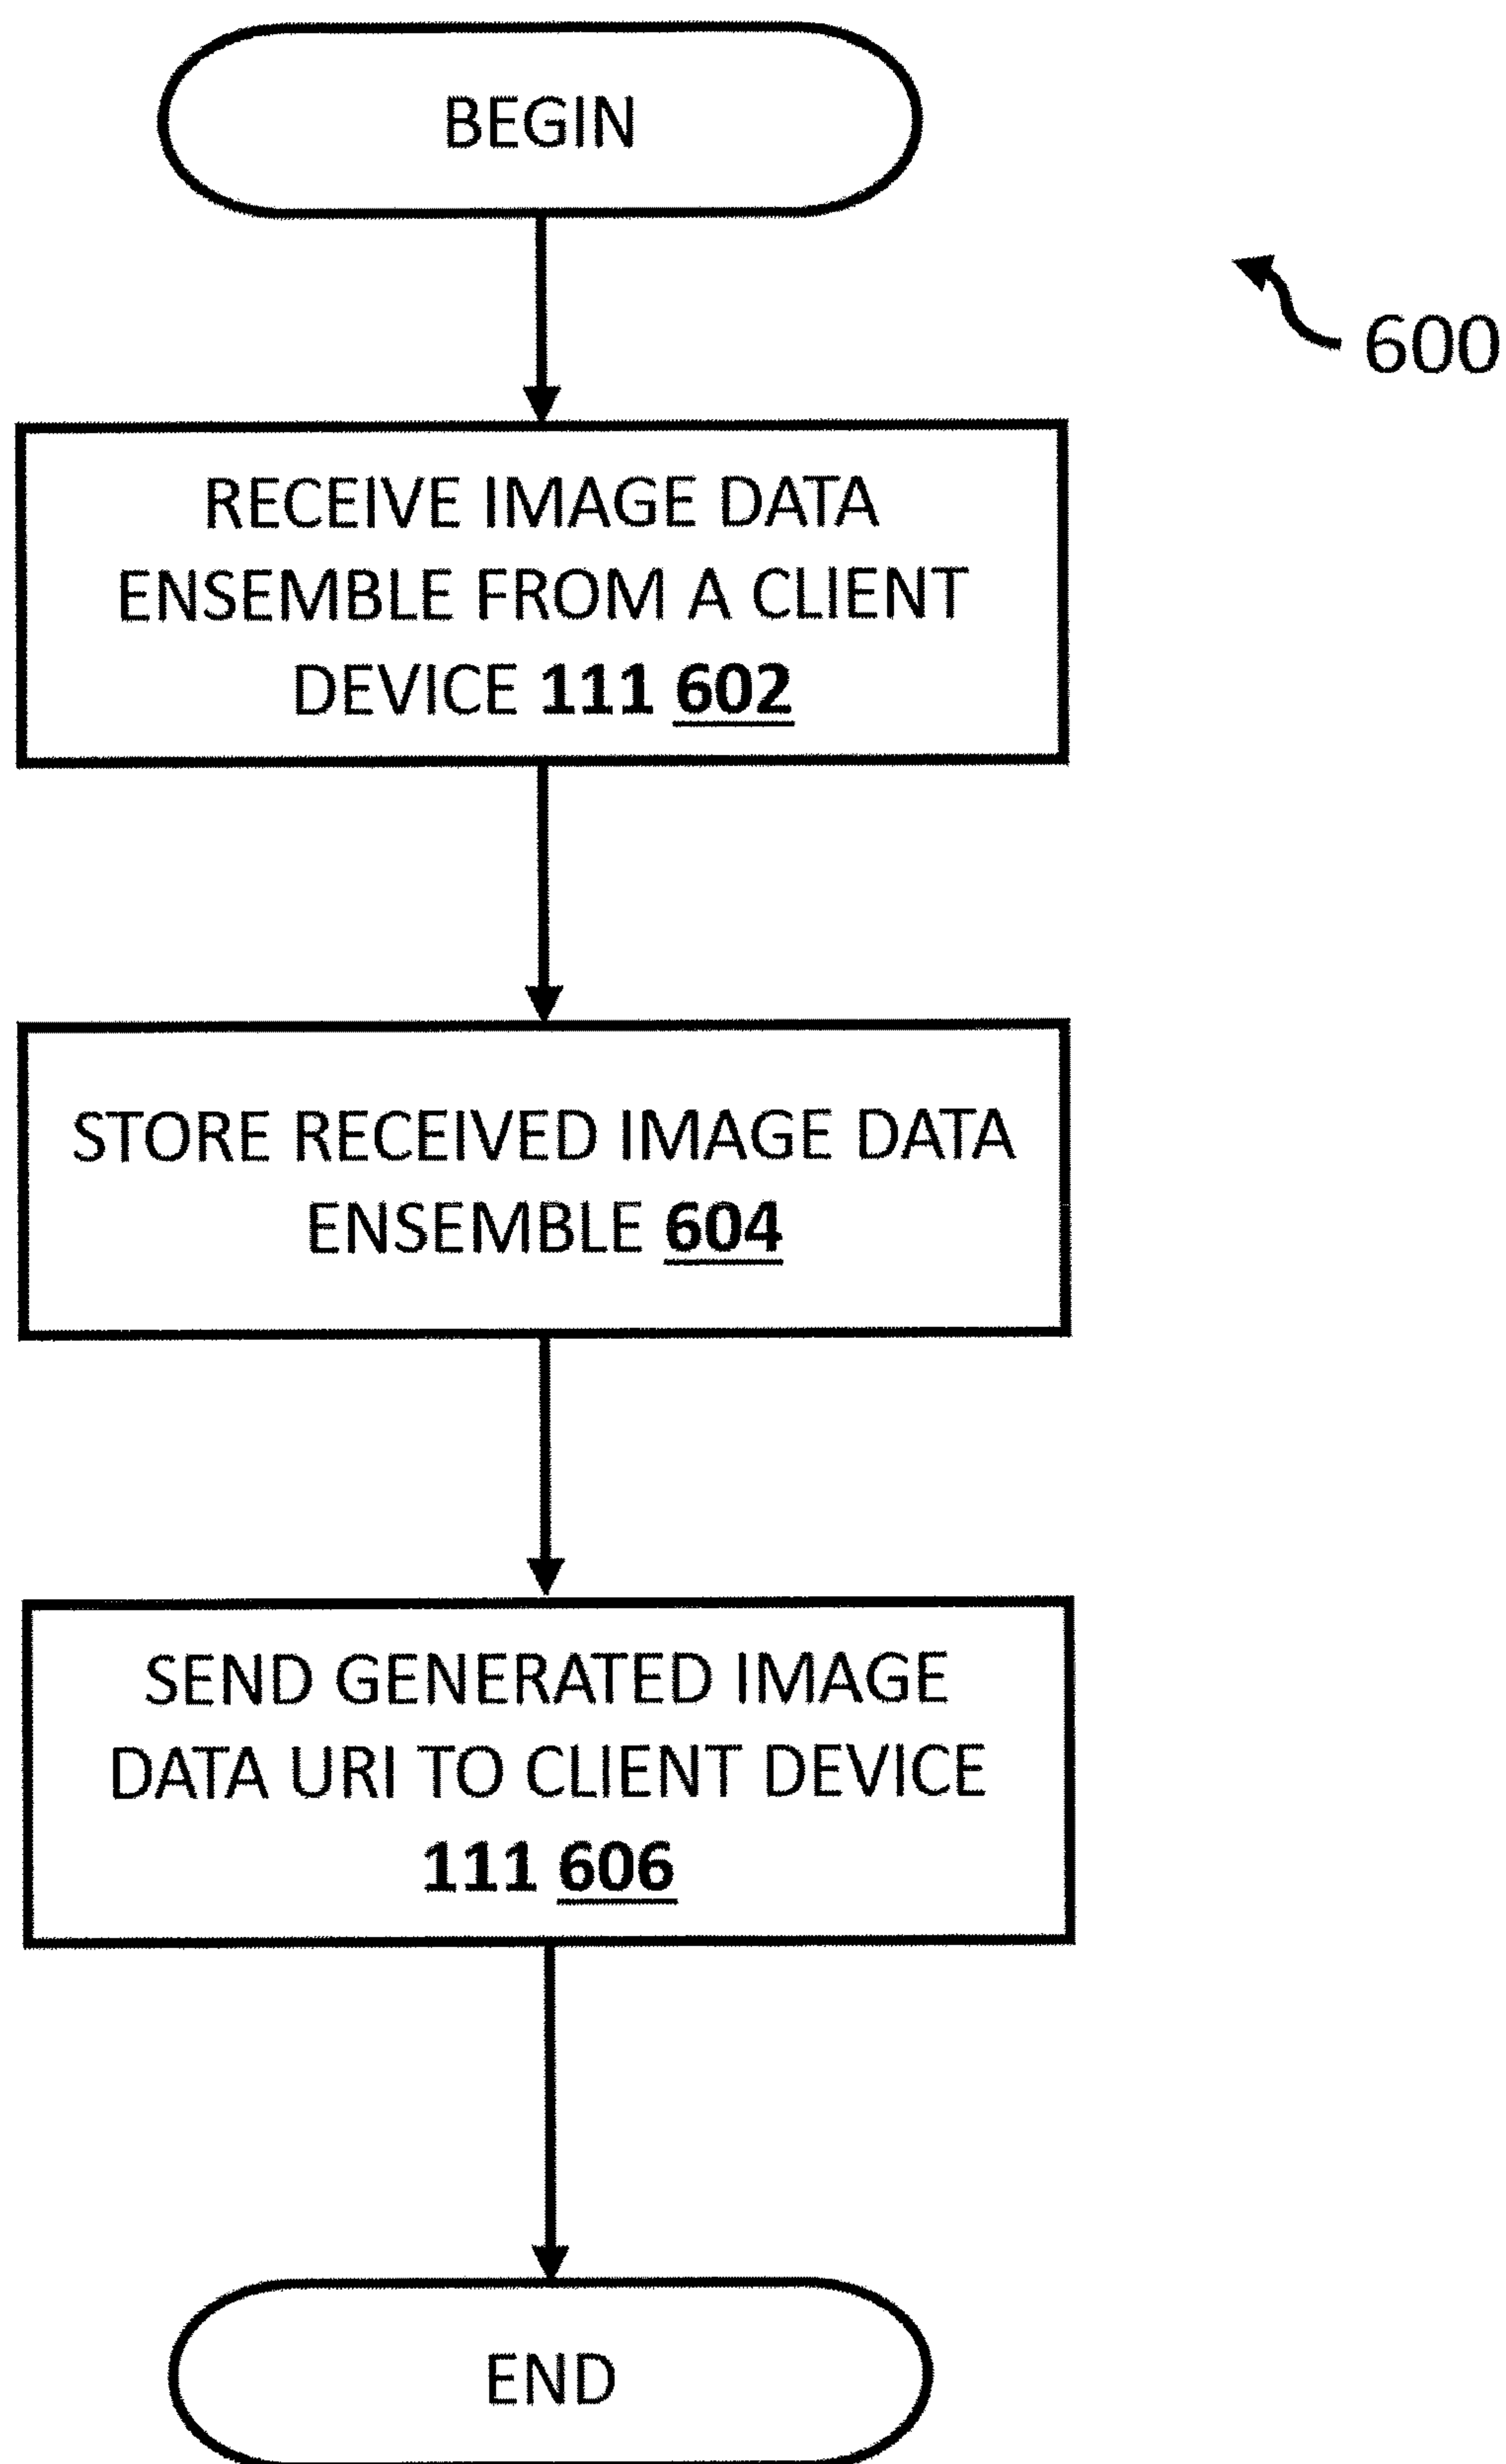 BEGIN
600
RECEIVE IMAGE DATA
ENSEMBLE FROM A CLIENT
DEVICE 111 602
STORE RECEIVED IMAGE DATA
ENSEMBLE 604
SEND GENERATED IMAGE
DATA URI TO CLIENT DEVICE
111 606
END